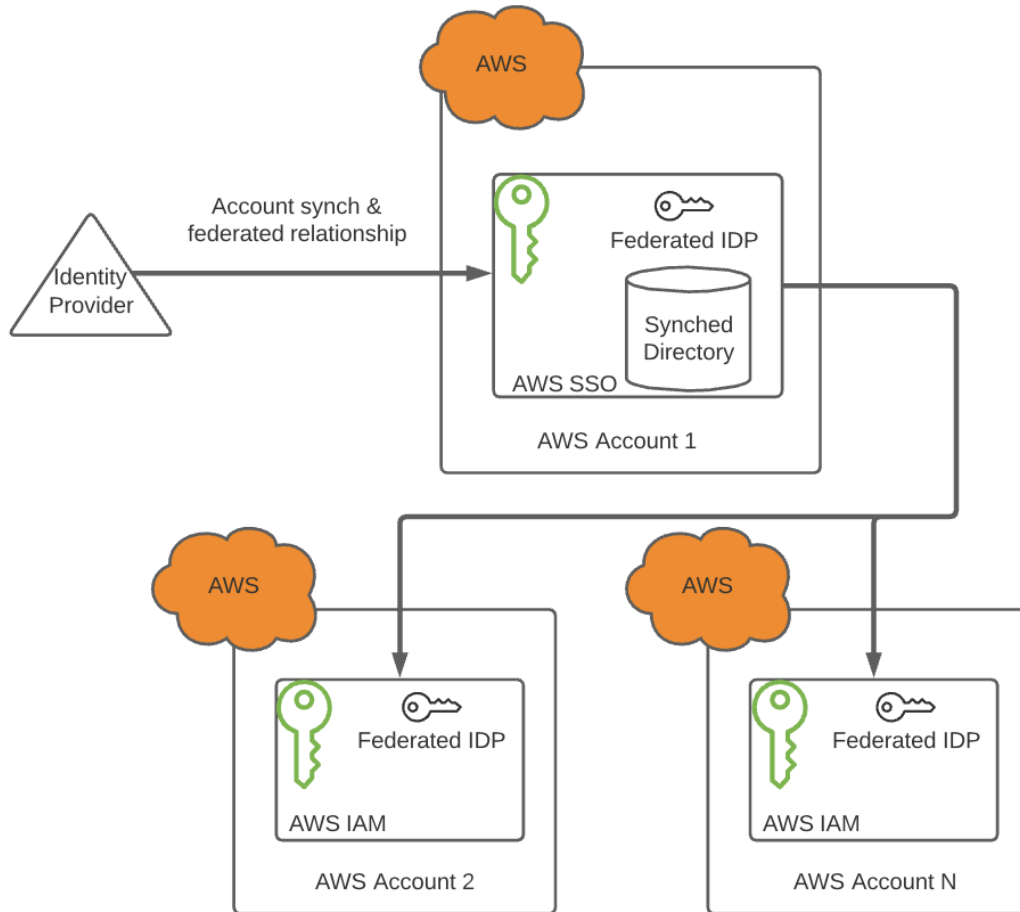 AWS
Account synch &
federated relationship
Identity
Provider
Federated IDP
Synched
Directory
AWS SSO
AWS Account 1
AWS
Federated IDP
AWS IAM
AWS Account 2
AWS
Federated IDP
AWS IAM
AWS Account N